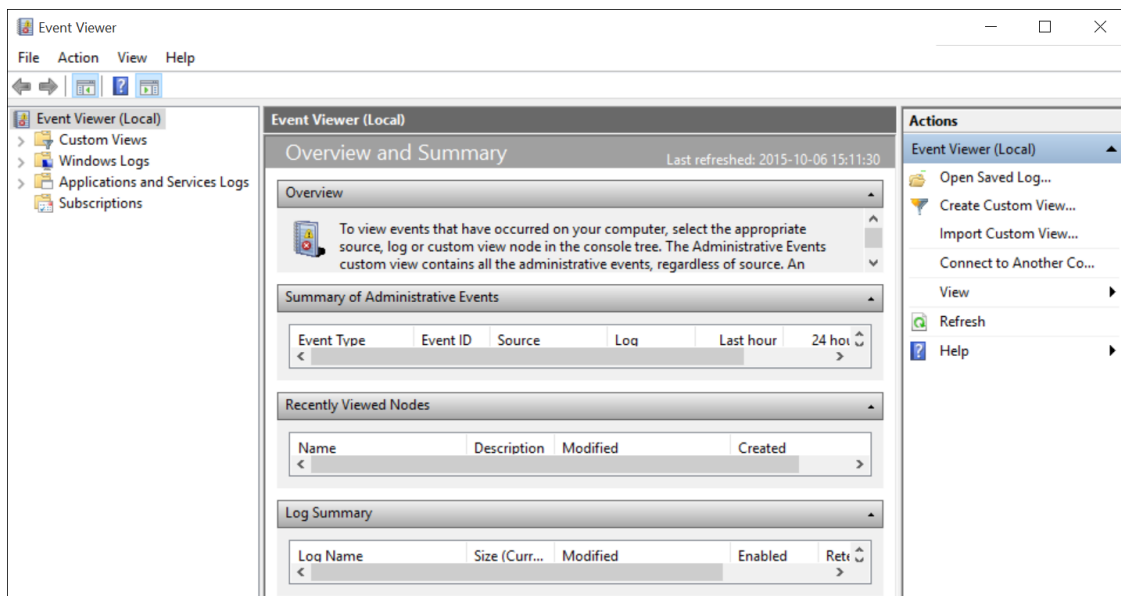 Event Viewer
File Action View Help
Event Viewer (Local)
Custom Views
Windows Logs
Applications and Services Logs
Subscriptions
Event Viewer (Local)
Overview and Summary Last refreshed: 2015-10-06 15:11:30
Overview
To view events that have occurred on your computer, select the appropriate
source, log or custom view node in the console tree. The Administrative Events
custom view contains all the administrative events, regardless of source. An
Summary of Administrative Events
Event Type Event ID Source Log Last hour 24 hou
Recently Viewed Nodes
Name Description Modified Created
Log Summary
Log Name Size (Curr... Modified Enabled Rete
Actions
Event Viewer (Local)
Open Saved Log...
Create Custom View...
Import Custom View...
Connect to Another Co...
View
Refresh
Help